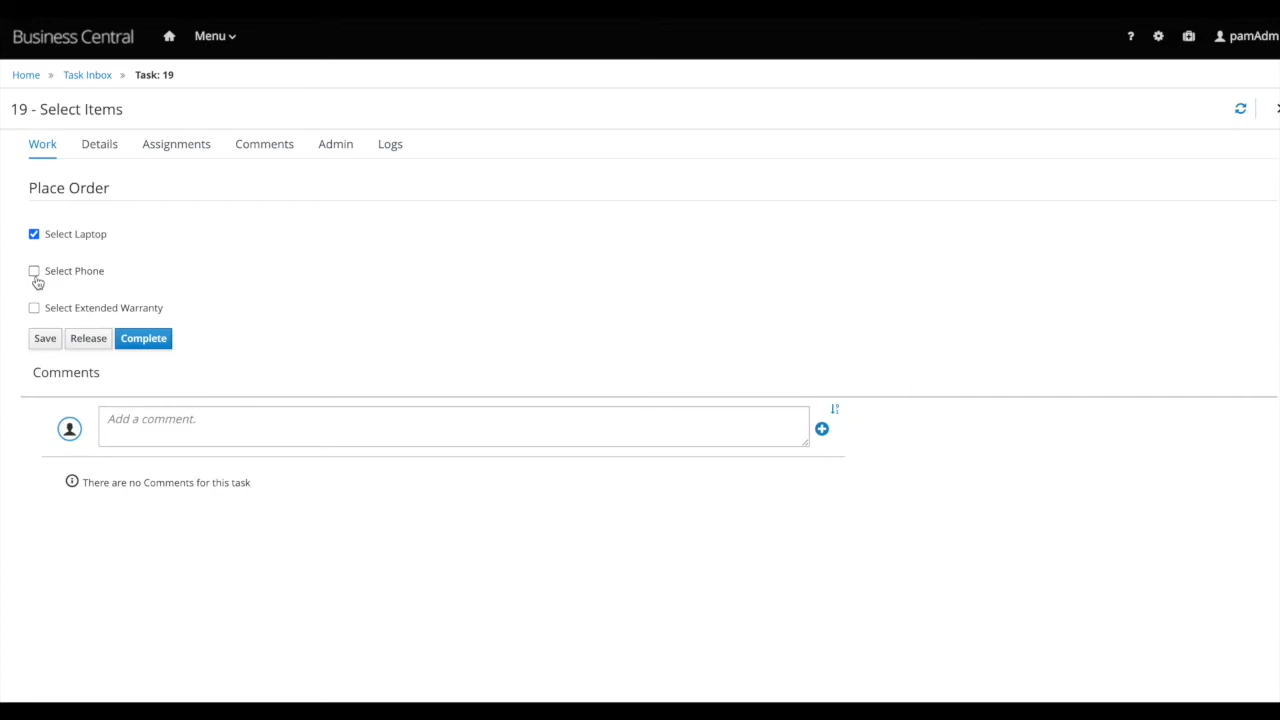 Business Central Menu ? pamAdm
Home » Task Inbox » Task: 19
19 - Select Items
Work Details Assignments Comments Admin Logs
Place Order
Select Laptop
Select Phone
Select Extended Warranty
Save Release Complete
Comments
Add a comment.
There are no Comments for this task